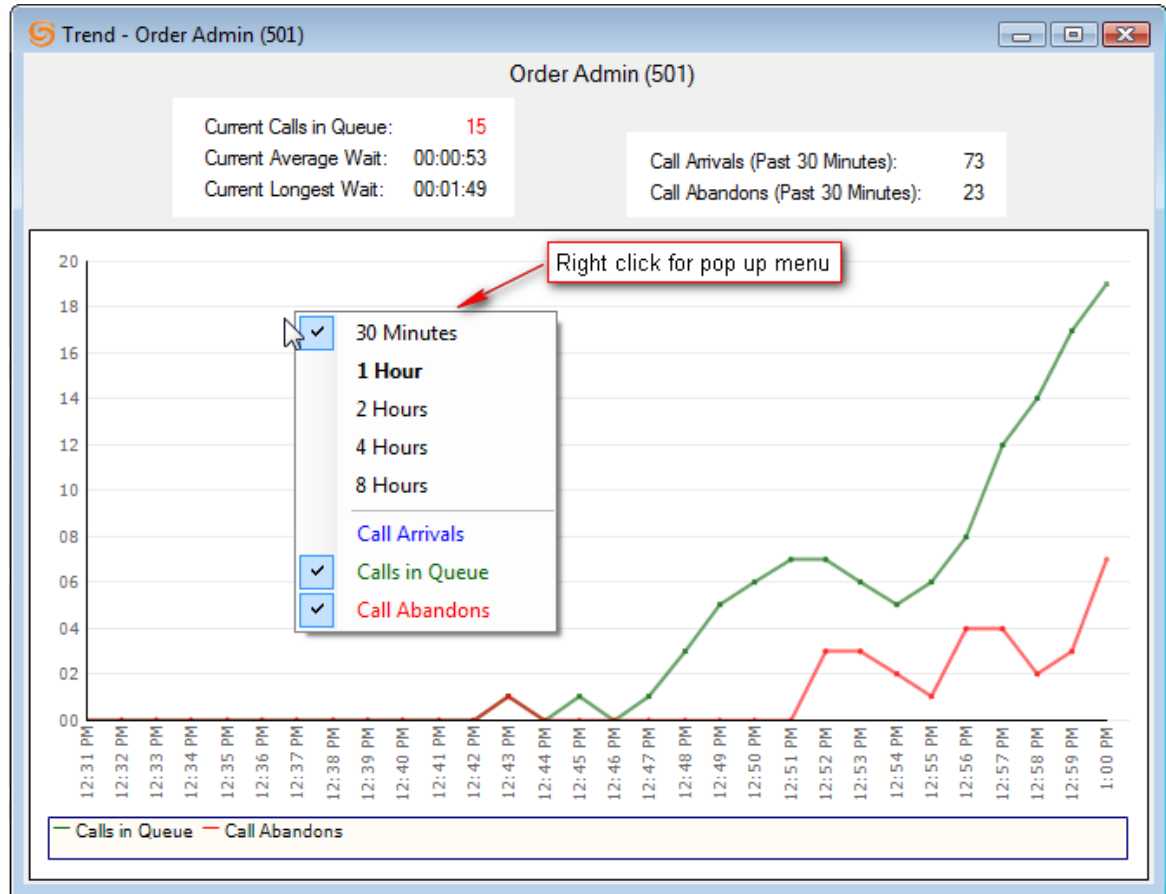 Trend - Order Admin (501)
Order Admin (501)
Current Calls in Queue: 15
Current Average Wait: 00:00:53
Current Longest Wait: 00:01:49
Call Arrivals (Past 30 Minutes): 73
Call Abandons (Past 30 Minutes): 23
Right click for pop up menu
30 Minutes
1 Hour
2 Hours
4 Hours
8 Hours
Call Arrivals
Calls in Queue
Call Abandons
20
18
16
14
12
10
08
06
04
02
00
12:31 PM
12:32 PM
12:33 PM
12:34 PM
12:35 PM
12:36 PM
12:37 PM
12:38 PM
12:39 PM
12:40 PM
12:41 PM
12:42 PM
12:43 PM
12:44 PM
12:45 PM
12:46 PM
12:47 PM
12:48 PM
12:49 PM
12:50 PM
12:51 PM
12:52 PM
12:53 PM
12:54 PM
12:55 PM
12:56 PM
12:57 PM
12:58 PM
12:59 PM
1:00 PM
Calls in Queue Call Abandons